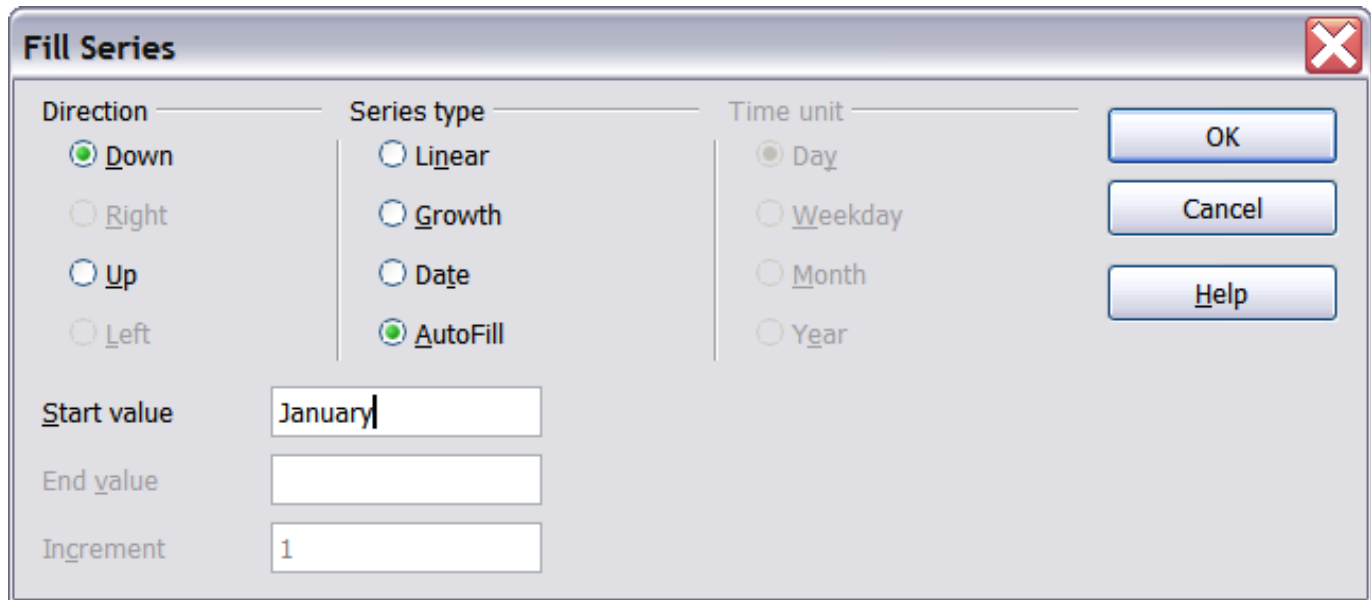 Fill Series
Direction
Down
Right
Up
Left
Series type
Linear
Growth
Date
AutoFill
Time unit
Day
Weekday
Month
Year
OK
Cancel
Help
Start value January
End value
Increment 1